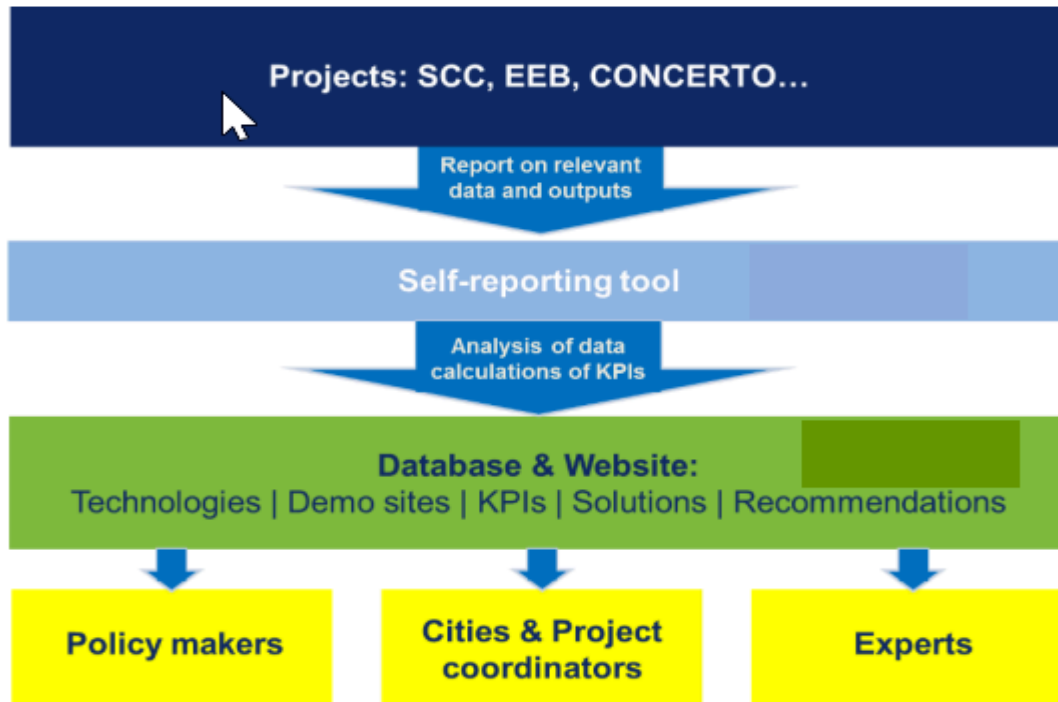 Projects: SCC, EEB, CONCERTO...
Report on relevant
data and outputs
Self-reporting tool
Analysis of data
calculations of KPIs
Database & Website:
Technologies | Demo sites | KPIs | Solutions | Recommendations
Policy makers
Cities & Project
coordinators
Experts